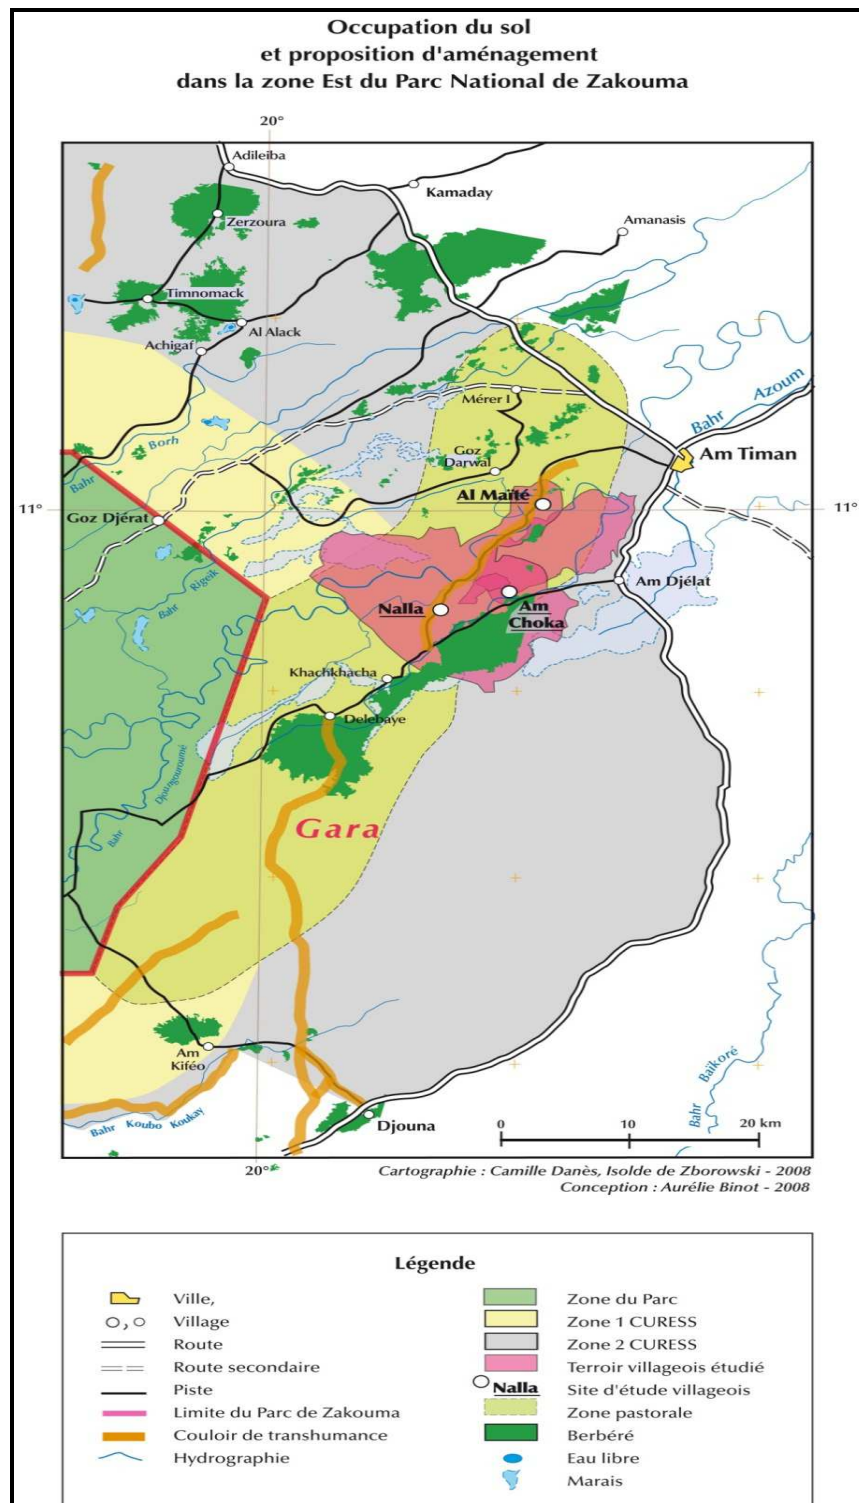 Occupation du sol
et proposition d'aménagement
dans la zone Est du Parc National de Zakouma
20°
Adileiba
Kamaday
Zerzoura
Amanasis
Timnomack
Al Alack
Achigaf
Bahr Azoum
Mérer I
Bahr Borh
Goz
Darwal
Am Timan
Al Maïté
11°
11°
Goz Djérat
Bahr Rigeik
Am Djélat
Nalla
Am
Choka
Khachkhacha
Delebaye
Bahr Djoungouroumé
Gara
Am
Kiféo
Bahr Koubo Koukay
Djouna
Bahr Baïkoré
0 10 20 km
20°
Cartographie : Camille Danès, Isolde de Zborowski - 2008
Conception : Aurélie Binot - 2008
Légende
Ville,
Village
Route
Route secondaire
Piste
Limite du Parc de Zakouma
Couloir de transhumance
Hydrographie
Zone du Parc
Zone 1 CURESS
Zone 2 CURESS
Terroir villageois étudié
Nalla Site d'étude villageois
Zone pastorale
Berbéré
Eau libre
Marais